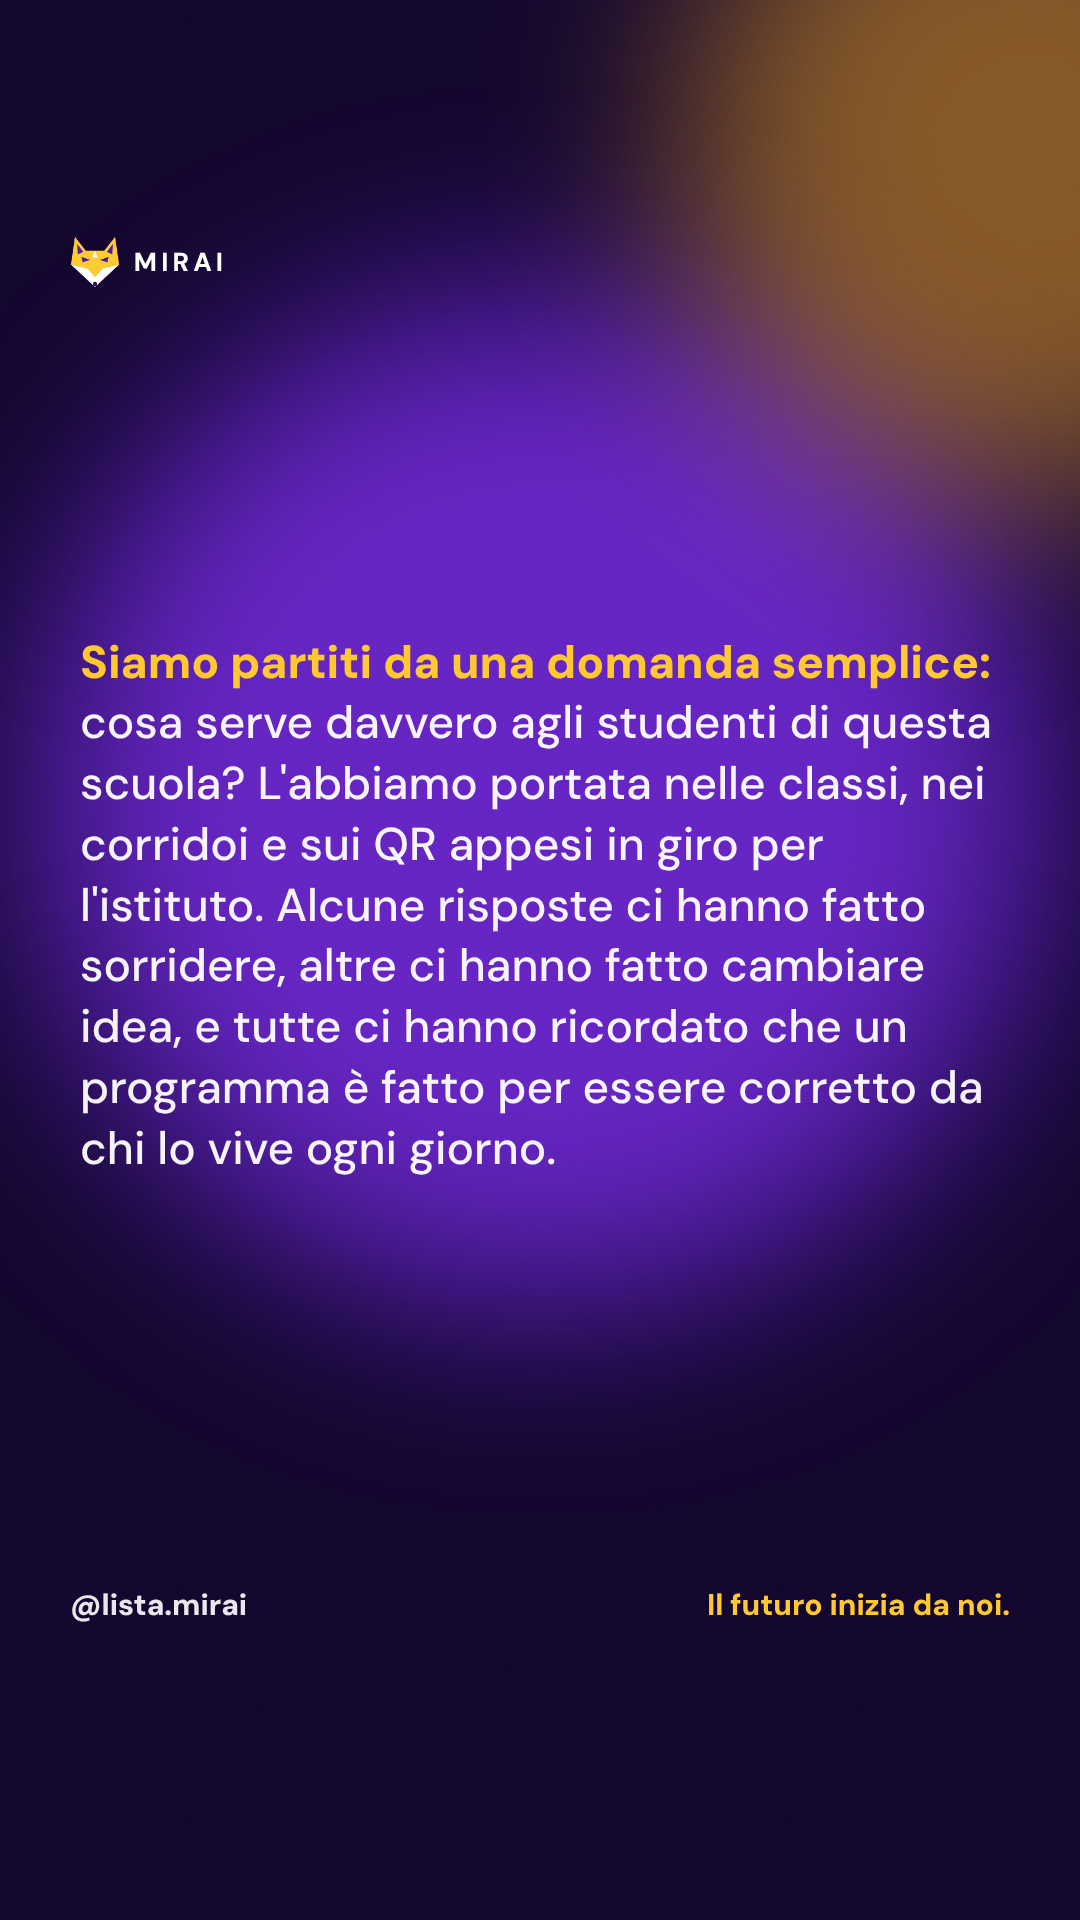 MIRAI
Siamo partiti da una domanda semplice:
cosa serve davvero agli studenti di questa
scuola? L'abbiamo portata nelle classi, nei
corridoi e sui QR appesi in giro per
l'istituto. Alcune risposte ci hanno fatto
sorridere, altre ci hanno fatto cambiare
idea, e tutte ci hanno ricordato che un
programma è fatto per essere corretto da
chi lo vive ogni giorno.
@lista.mirai
Il futuro inizia da noi.